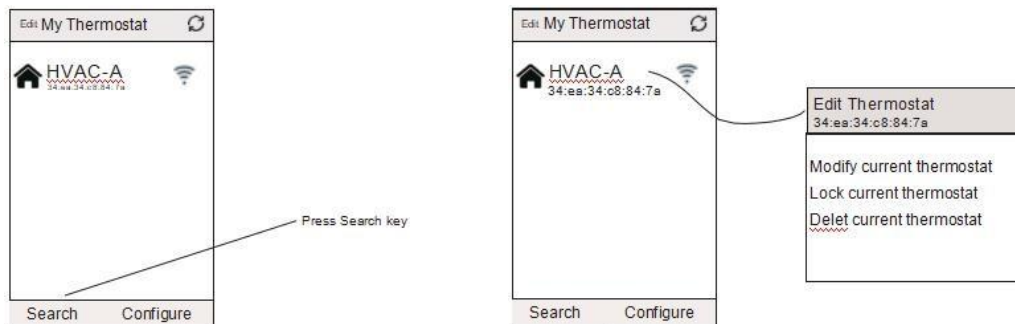 Edit My Thermostat
HVAC-A
34:ea:34:c8:84:7a
Press Search key
Search Configure
Edit My Thermostat
HVAC-A
34:ea:34:c8:84:7a
Search Configure
Edit Thermostat
34:ea:34:c8:84:7a
Modify current thermostat
Lock current thermostat
Delet current thermostat